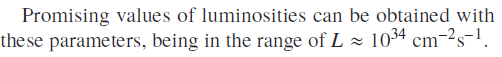 Promising values of luminosities can be obtained with
these parameters, being in the range of L ≈ 10³⁴ cm⁻²s⁻¹.